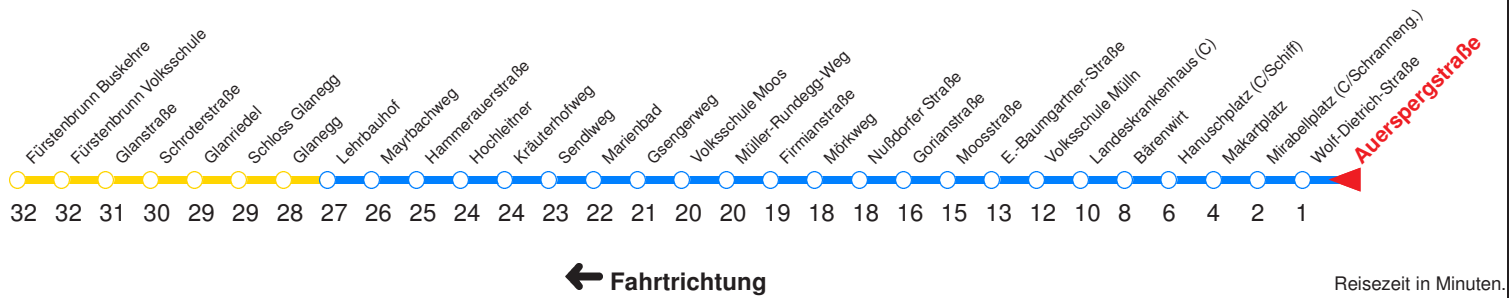 Fürstenbrunn Buskehre
Fürstenbrunn Volksschule
Glanstraße
Schroterstraße
Glanriedel
Schloss Glanegg
Glanegg
Lehrbauhof
Mayrbachweg
Hammerauerstraße
Hochleitner
Kräuterhofweg
Sendlweg
Marienbad
Gsengerweg
Volksschule Moos
Müller-Rundegg-Weg
Firmianstraße
Mörkweg
Nußdorfer Straße
Gorianstraße
Moosstraße
E.-Baumgartner-Straße
Volksschule Mülln
Landeskrankenhaus (C)
Bärenwirt
Hanuschplatz (C/Schiff)
Makartplatz
Mirabellplatz (C/Schranneng.)
Wolf-Dietrich-Straße
Auerspergstraße
32 32 31 30 29 29 28 27 26 25 24 24 23 22 21 20 20 19 18 18 16 15 13 12 10 8 6 4 2 1
Fahrtrichtung
Reisezeit in Minuten.